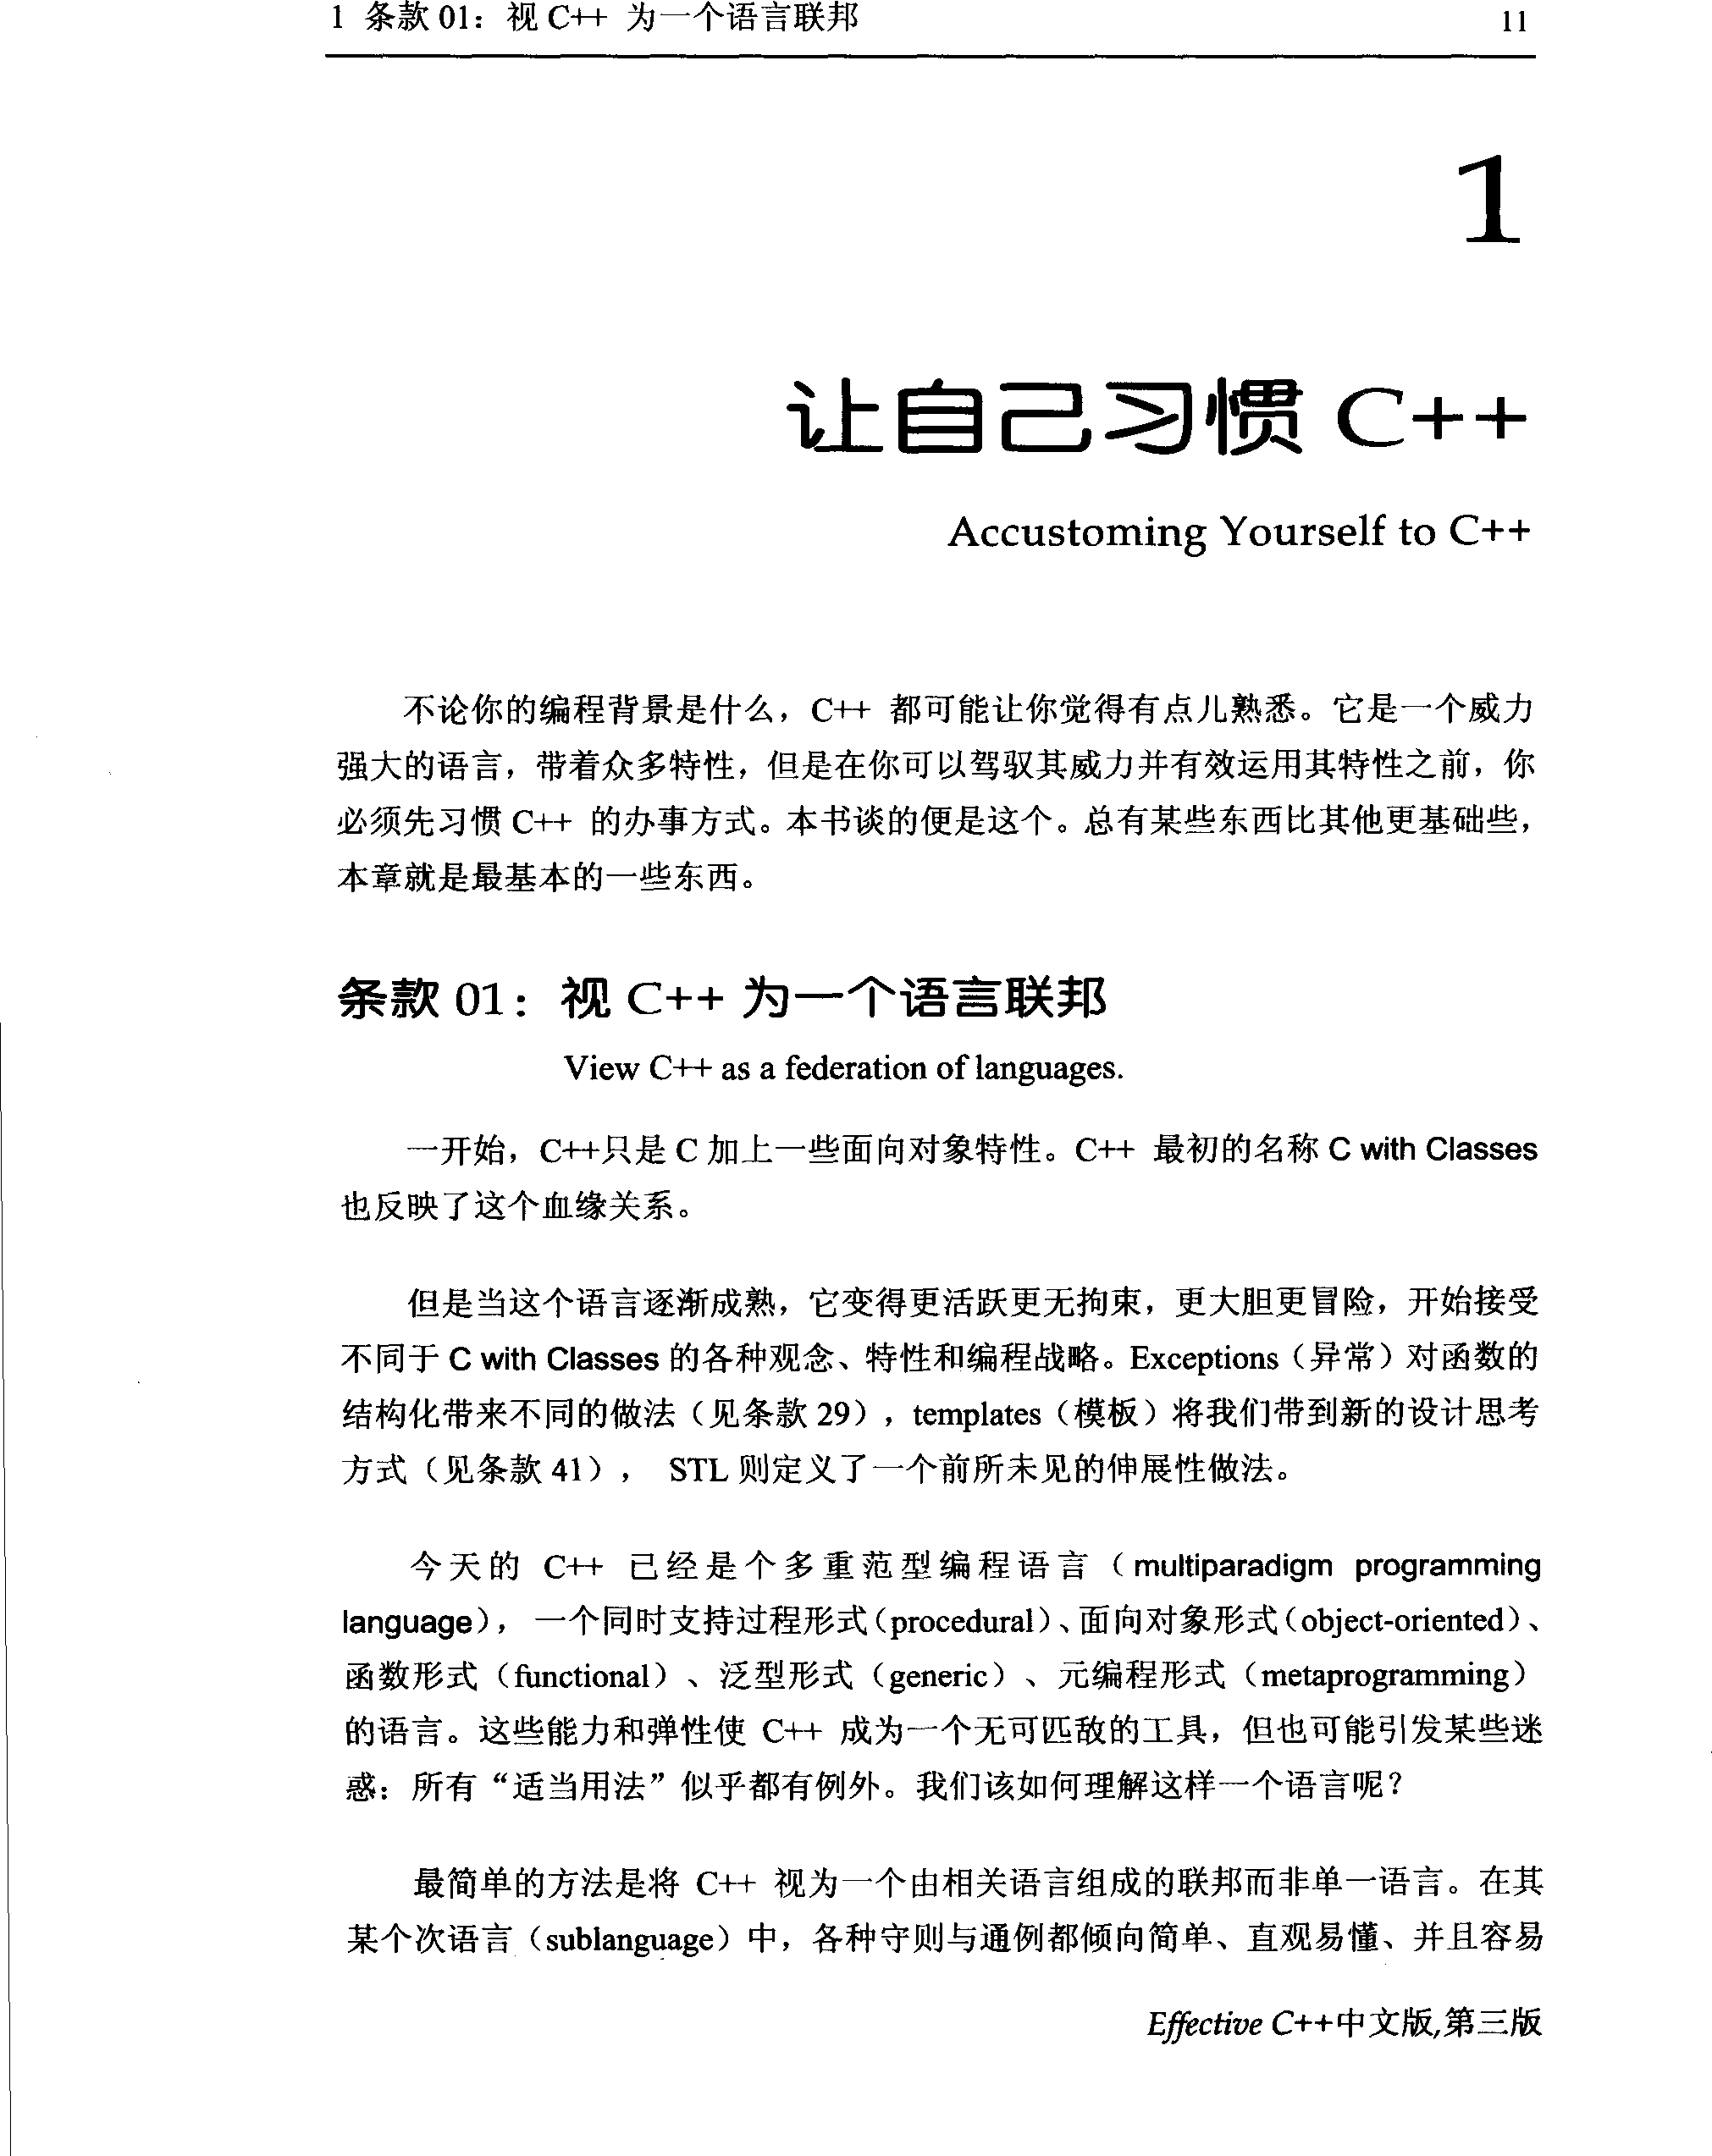 1 条款 01：视 C++ 为一个语言联邦 11
1
让自己习惯 C++
Accustoming Yourself to C++
不论你的编程背景是什么，C++ 都可能让你觉得有点儿熟悉。它是一个威力
强大的语言，带着众多特性，但是在你可以驾驭其威力并有效运用其特性之前，你
必须先习惯 C++ 的办事方式。本书谈的便是这个。总有某些东西比其他更基础些，
本章就是最基本的一些东西。
条款 01：视 C++ 为一个语言联邦
View C++ as a federation of languages.
一开始，C++只是 C 加上一些面向对象特性。C++ 最初的名称 C with Classes
也反映了这个血缘关系。
但是当这个语言逐渐成熟，它变得更活跃更无拘束，更大胆更冒险，开始接受
不同于 C with Classes 的各种观念、特性和编程战略。Exceptions（异常）对函数的
结构化带来不同的做法（见条款 29），templates（模板）将我们带到新的设计思考
方式（见条款 41）， STL 则定义了一个前所未见的伸展性做法。
今天的 C++ 已经是个多重范型编程语言（multiparadigm programming
language），一个同时支持过程形式（procedural）、面向对象形式（object-oriented）、
函数形式（functional）、泛型形式（generic）、元编程形式（metaprogramming）
的语言。这些能力和弹性使 C++ 成为一个无可匹敌的工具，但也可能引发某些迷
惑：所有“适当用法”似乎都有例外。我们该如何理解这样一个语言呢？
最简单的方法是将 C++ 视为一个由相关语言组成的联邦而非单一语言。在其
某个次语言（sublanguage）中，各种守则与通例都倾向简单、直观易懂、并且容易
Effective C++中文版,第三版